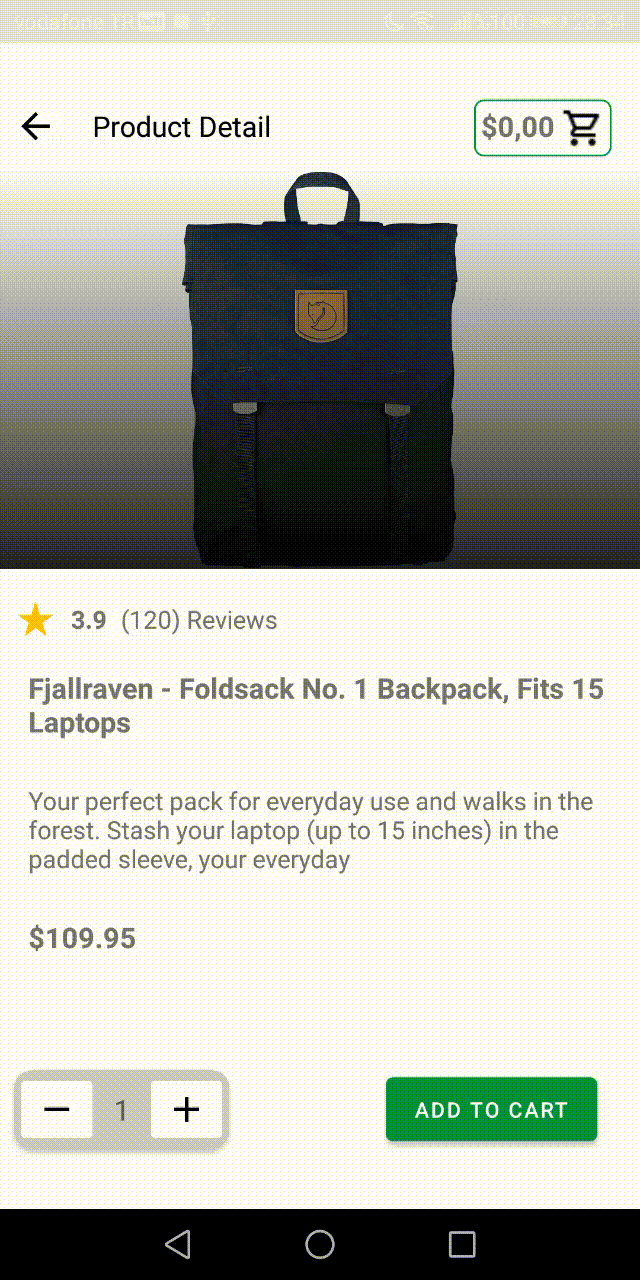 vodafone TR
%100 23:34
Product Detail
$0,00
3.9 (120) Reviews
Fjallraven - Foldsack No. 1 Backpack, Fits 15
Laptops
Your perfect pack for everyday use and walks in the
forest. Stash your laptop (up to 15 inches) in the
padded sleeve, your everyday
$109.95
1
ADD TO CART